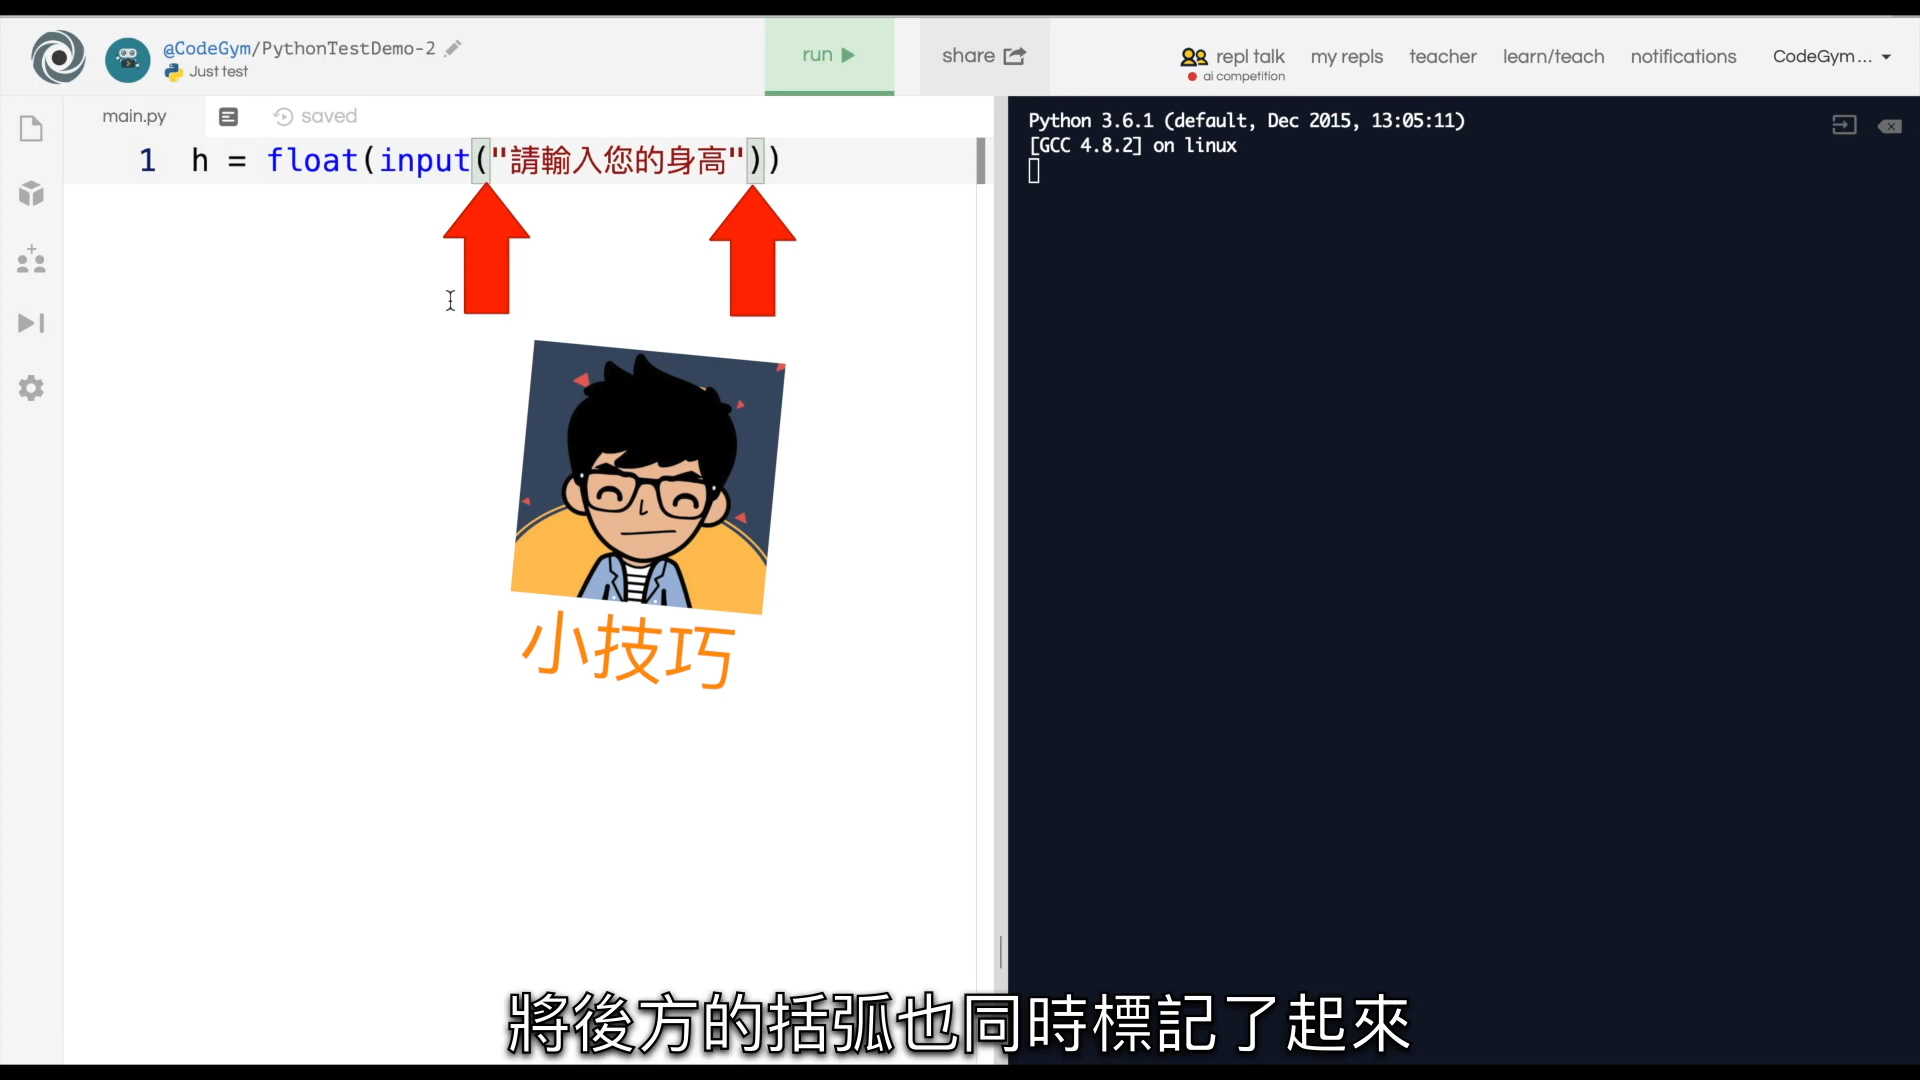 @CodeGym/PythonTestDemo-2
Just test
run
share
repl talk
ai competition
my repls
teacher
learn/teach
notifications
CodeGym...
main.py
saved
1 h = float(input("請輸入您的身高"))
Python 3.6.1 (default, Dec 2015, 13:05:11)
[GCC 4.8.2] on linux
小技巧
將後方的括弧也同時標記了起來